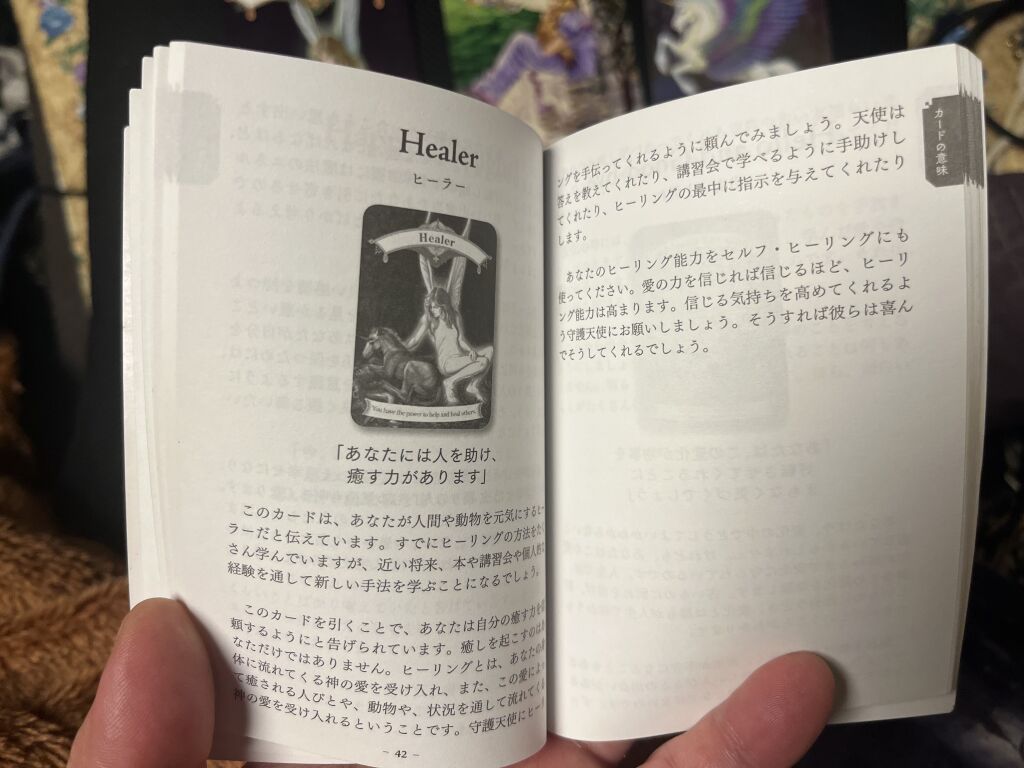 Healer
ヒーラー
Healer
You have the power to help and heal others.
「あなたには人を助け、
癒す力があります」
このカードは、あなたが人間や動物を元気にするヒー
ラーだと伝えています。すでにヒーリングの方法をたく
さん学んでいますが、近い将来、本や講習会や個人的な
経験を通して新しい手法を学ぶことになるでしょう。
このカードを引くことで、あなたは自分の癒す力を信
頼するようにと告げられています。癒しを起こすのはあ
なただけではありません。ヒーリングとは、あなたの身
体に流れてくる神の愛を受け入れ、また、この愛によっ
て癒される人びとや、動物や、状況を通して流れてくる
神の愛を受け入れるということです。守護天使にヒーリ
– 42 –
カードの意味
ングを手伝ってくれるように頼んでみましょう。天使は
答えを教えてくれたり、講習会で学べるように手助けし
てくれたり、ヒーリングの最中に指示を与えてくれたり
します。
あなたのヒーリング能力をセルフ・ヒーリングにも
使ってください。愛の力を信じれば信じるほど、ヒーリ
ング能力は高まります。信じる気持ちを高めてくれるよ
う守護天使にお願いしましょう。そうすれば彼らは喜ん
でそうしてくれるでしょう。